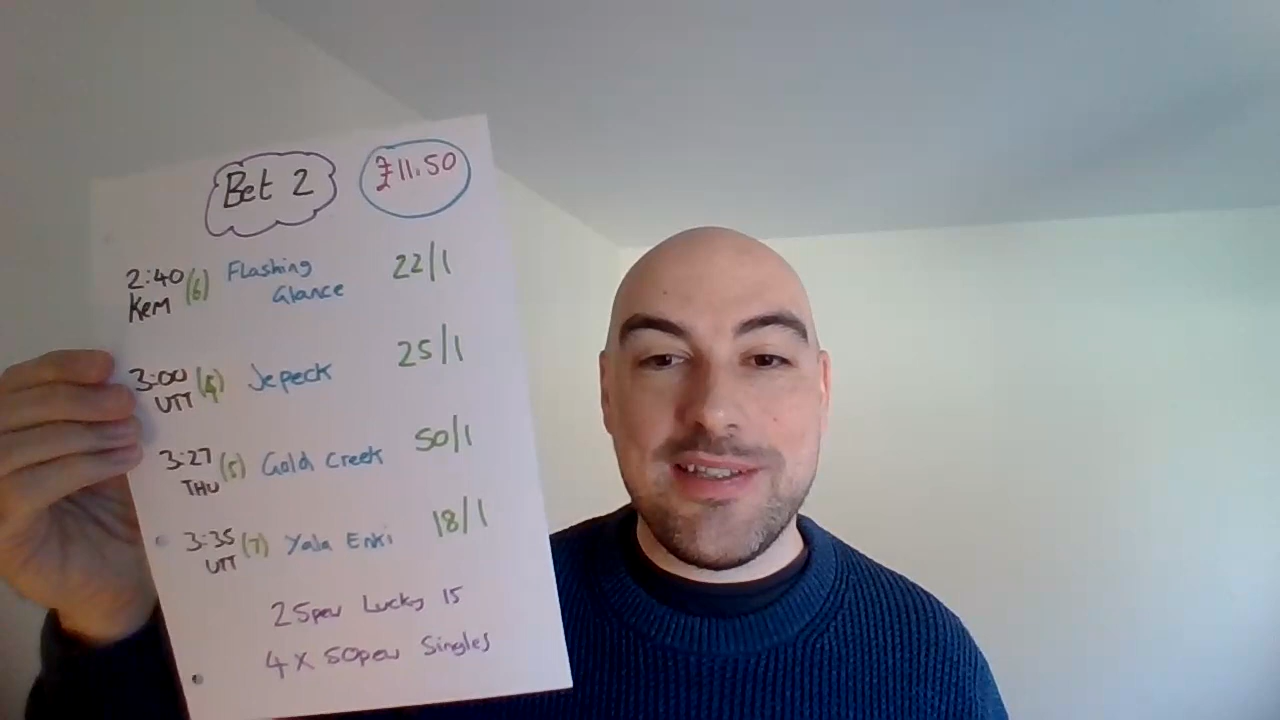 Bet 2 £11.50
2:40 (6) Flashing 22/1
Kem Glance
3:00 (4) Jepeck 25/1
UTT
3:27 (5) Gold Creek 50/1
THU
3:35 (7) Yala Enki 18/1
UTT
25pew Lucky 15
4 X 50pew Singles